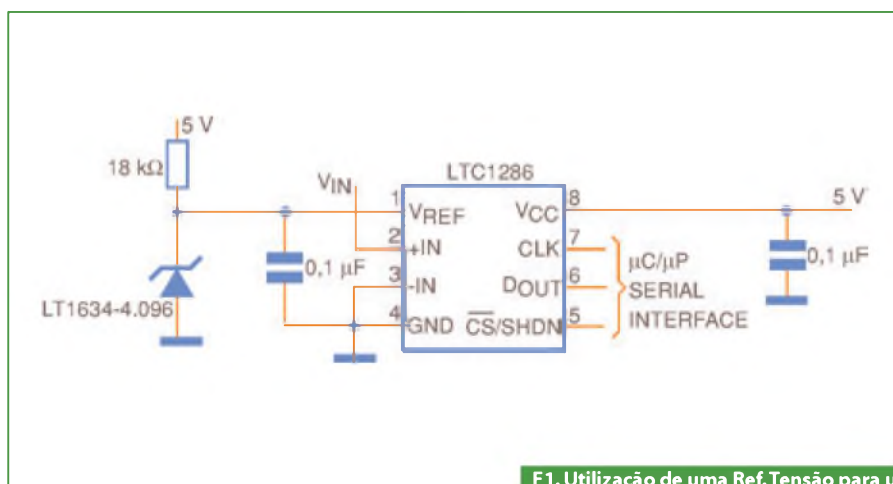 5 V
18 kΩ
LT1634-4.096
0,1 µF
VIN
LTC1286
1
VREF
2
+IN
3
-IN
4
GND
8
VCC
7
CLK
6
DOUT
5
CS/SHDN
µC/µP
SERIAL
INTERFACE
5 V
0,1 µF
F1. Utilização de uma Ref. Tensão para